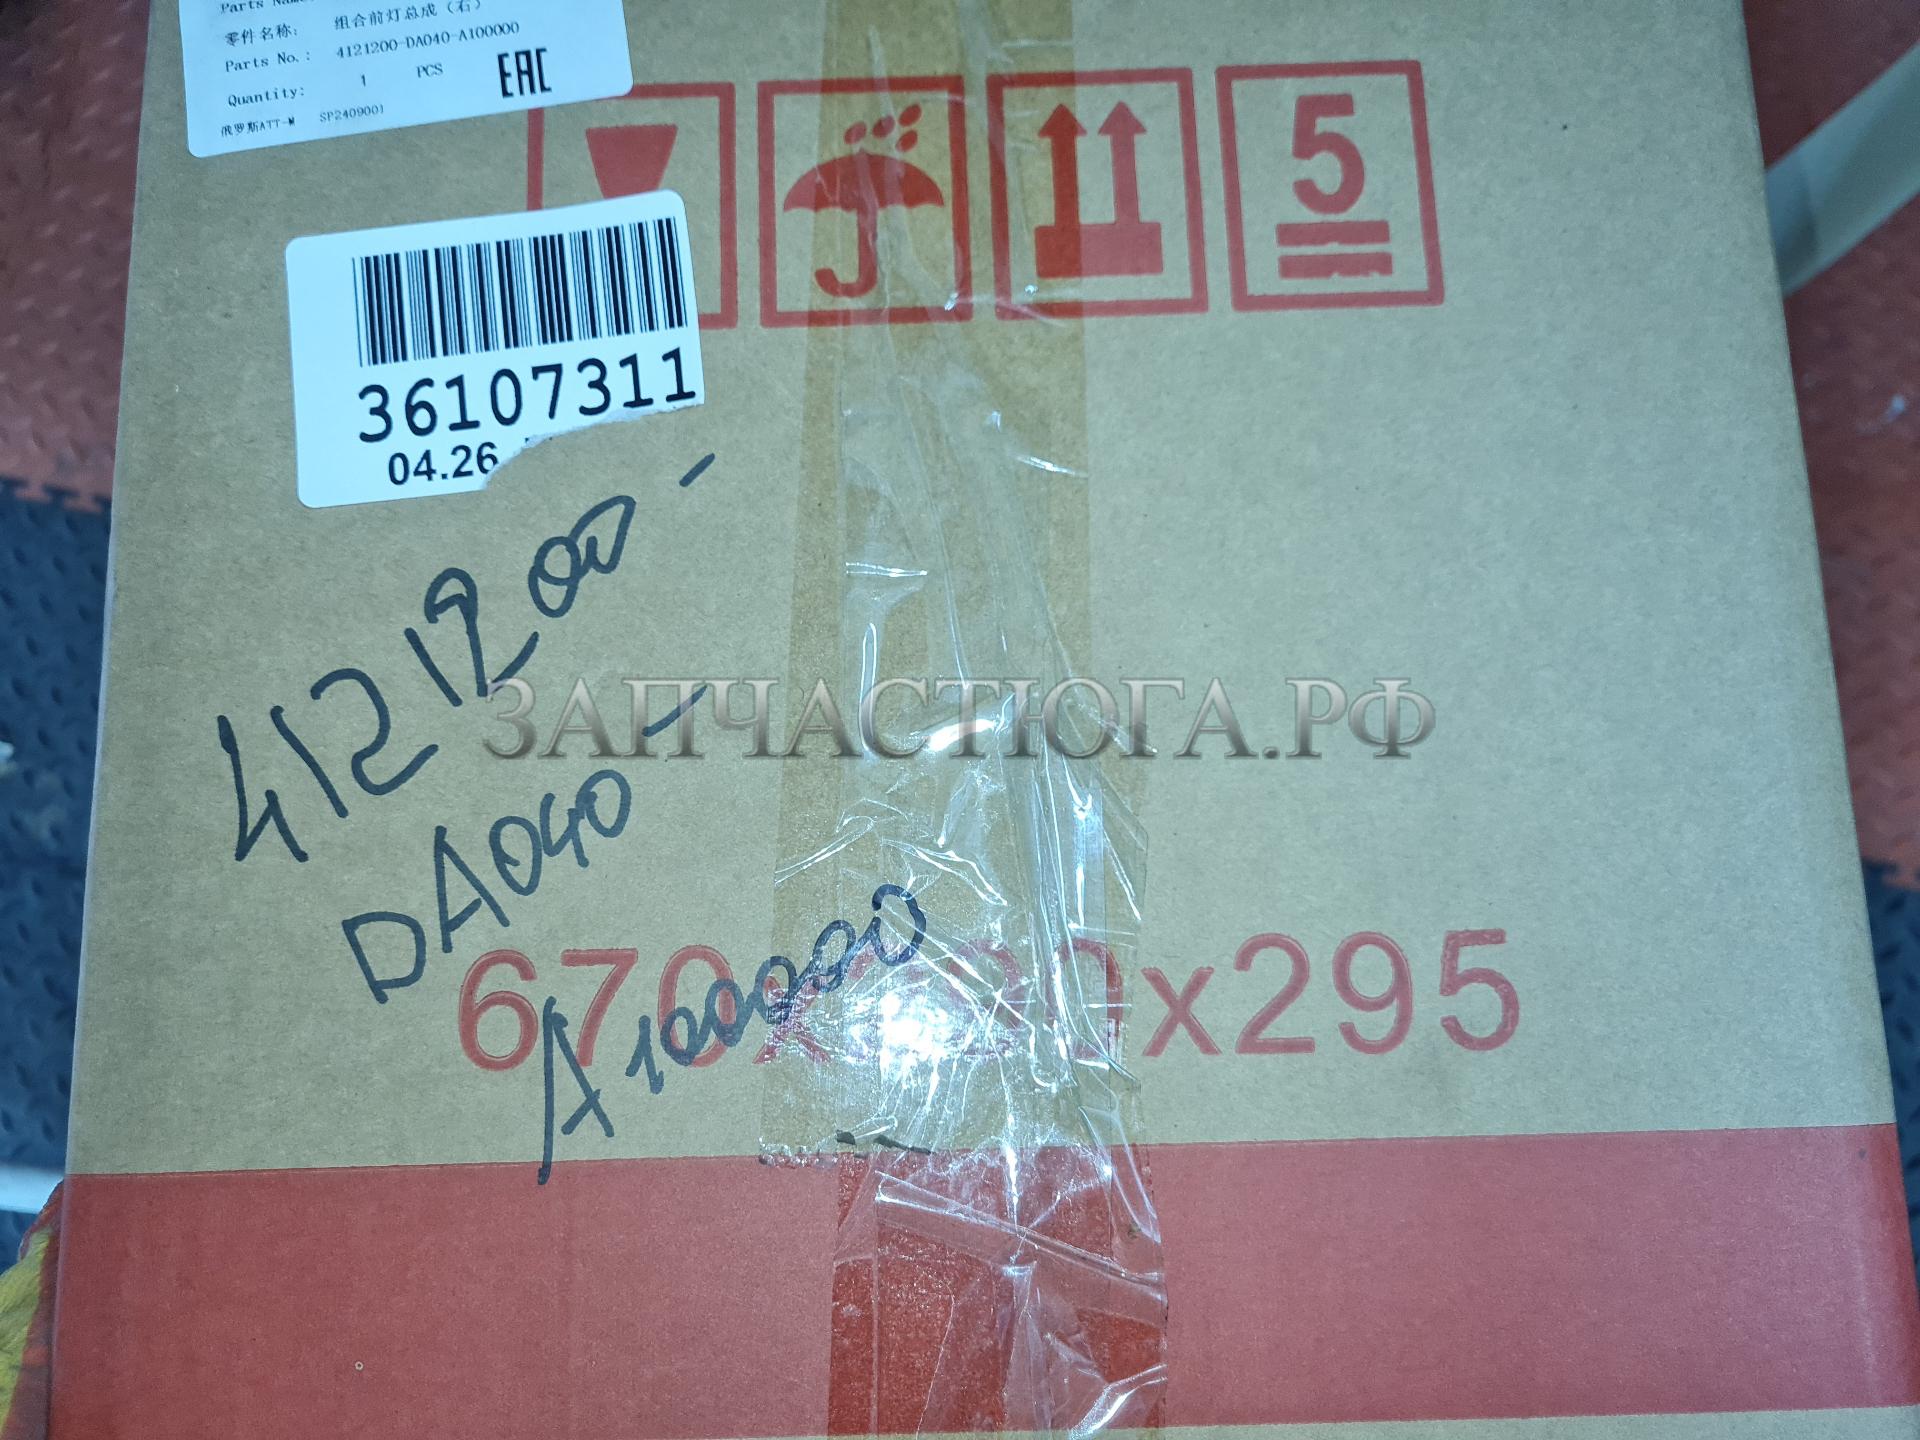 Parts Name:
零件名称: 组合前灯总成（右）
Parts No.: 4121200-DA040-A100000
Quantity: 1 PCS
EAC
俄罗斯ATT-M SP2409001
5
36107311
04.26
4121200-
DA040-
A100000
ЗАПЧАСТЮГА.РФ
x295